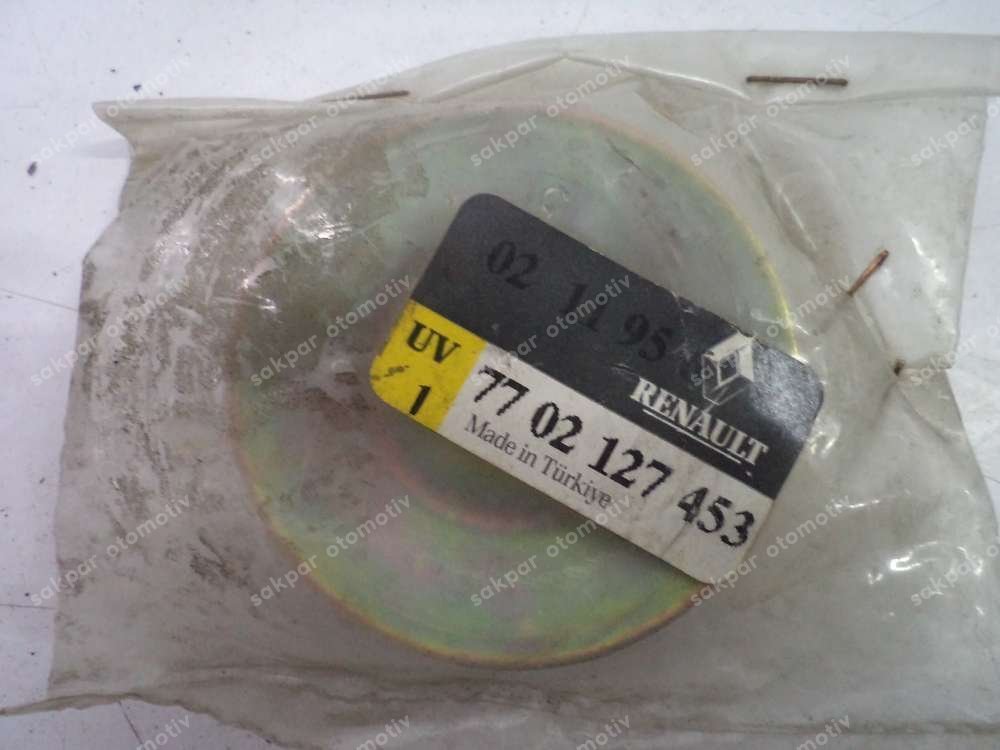 02 11 95
RENAULT
UV
1
77 02 127 453
Made in Türkiye
sakpar otomotiv